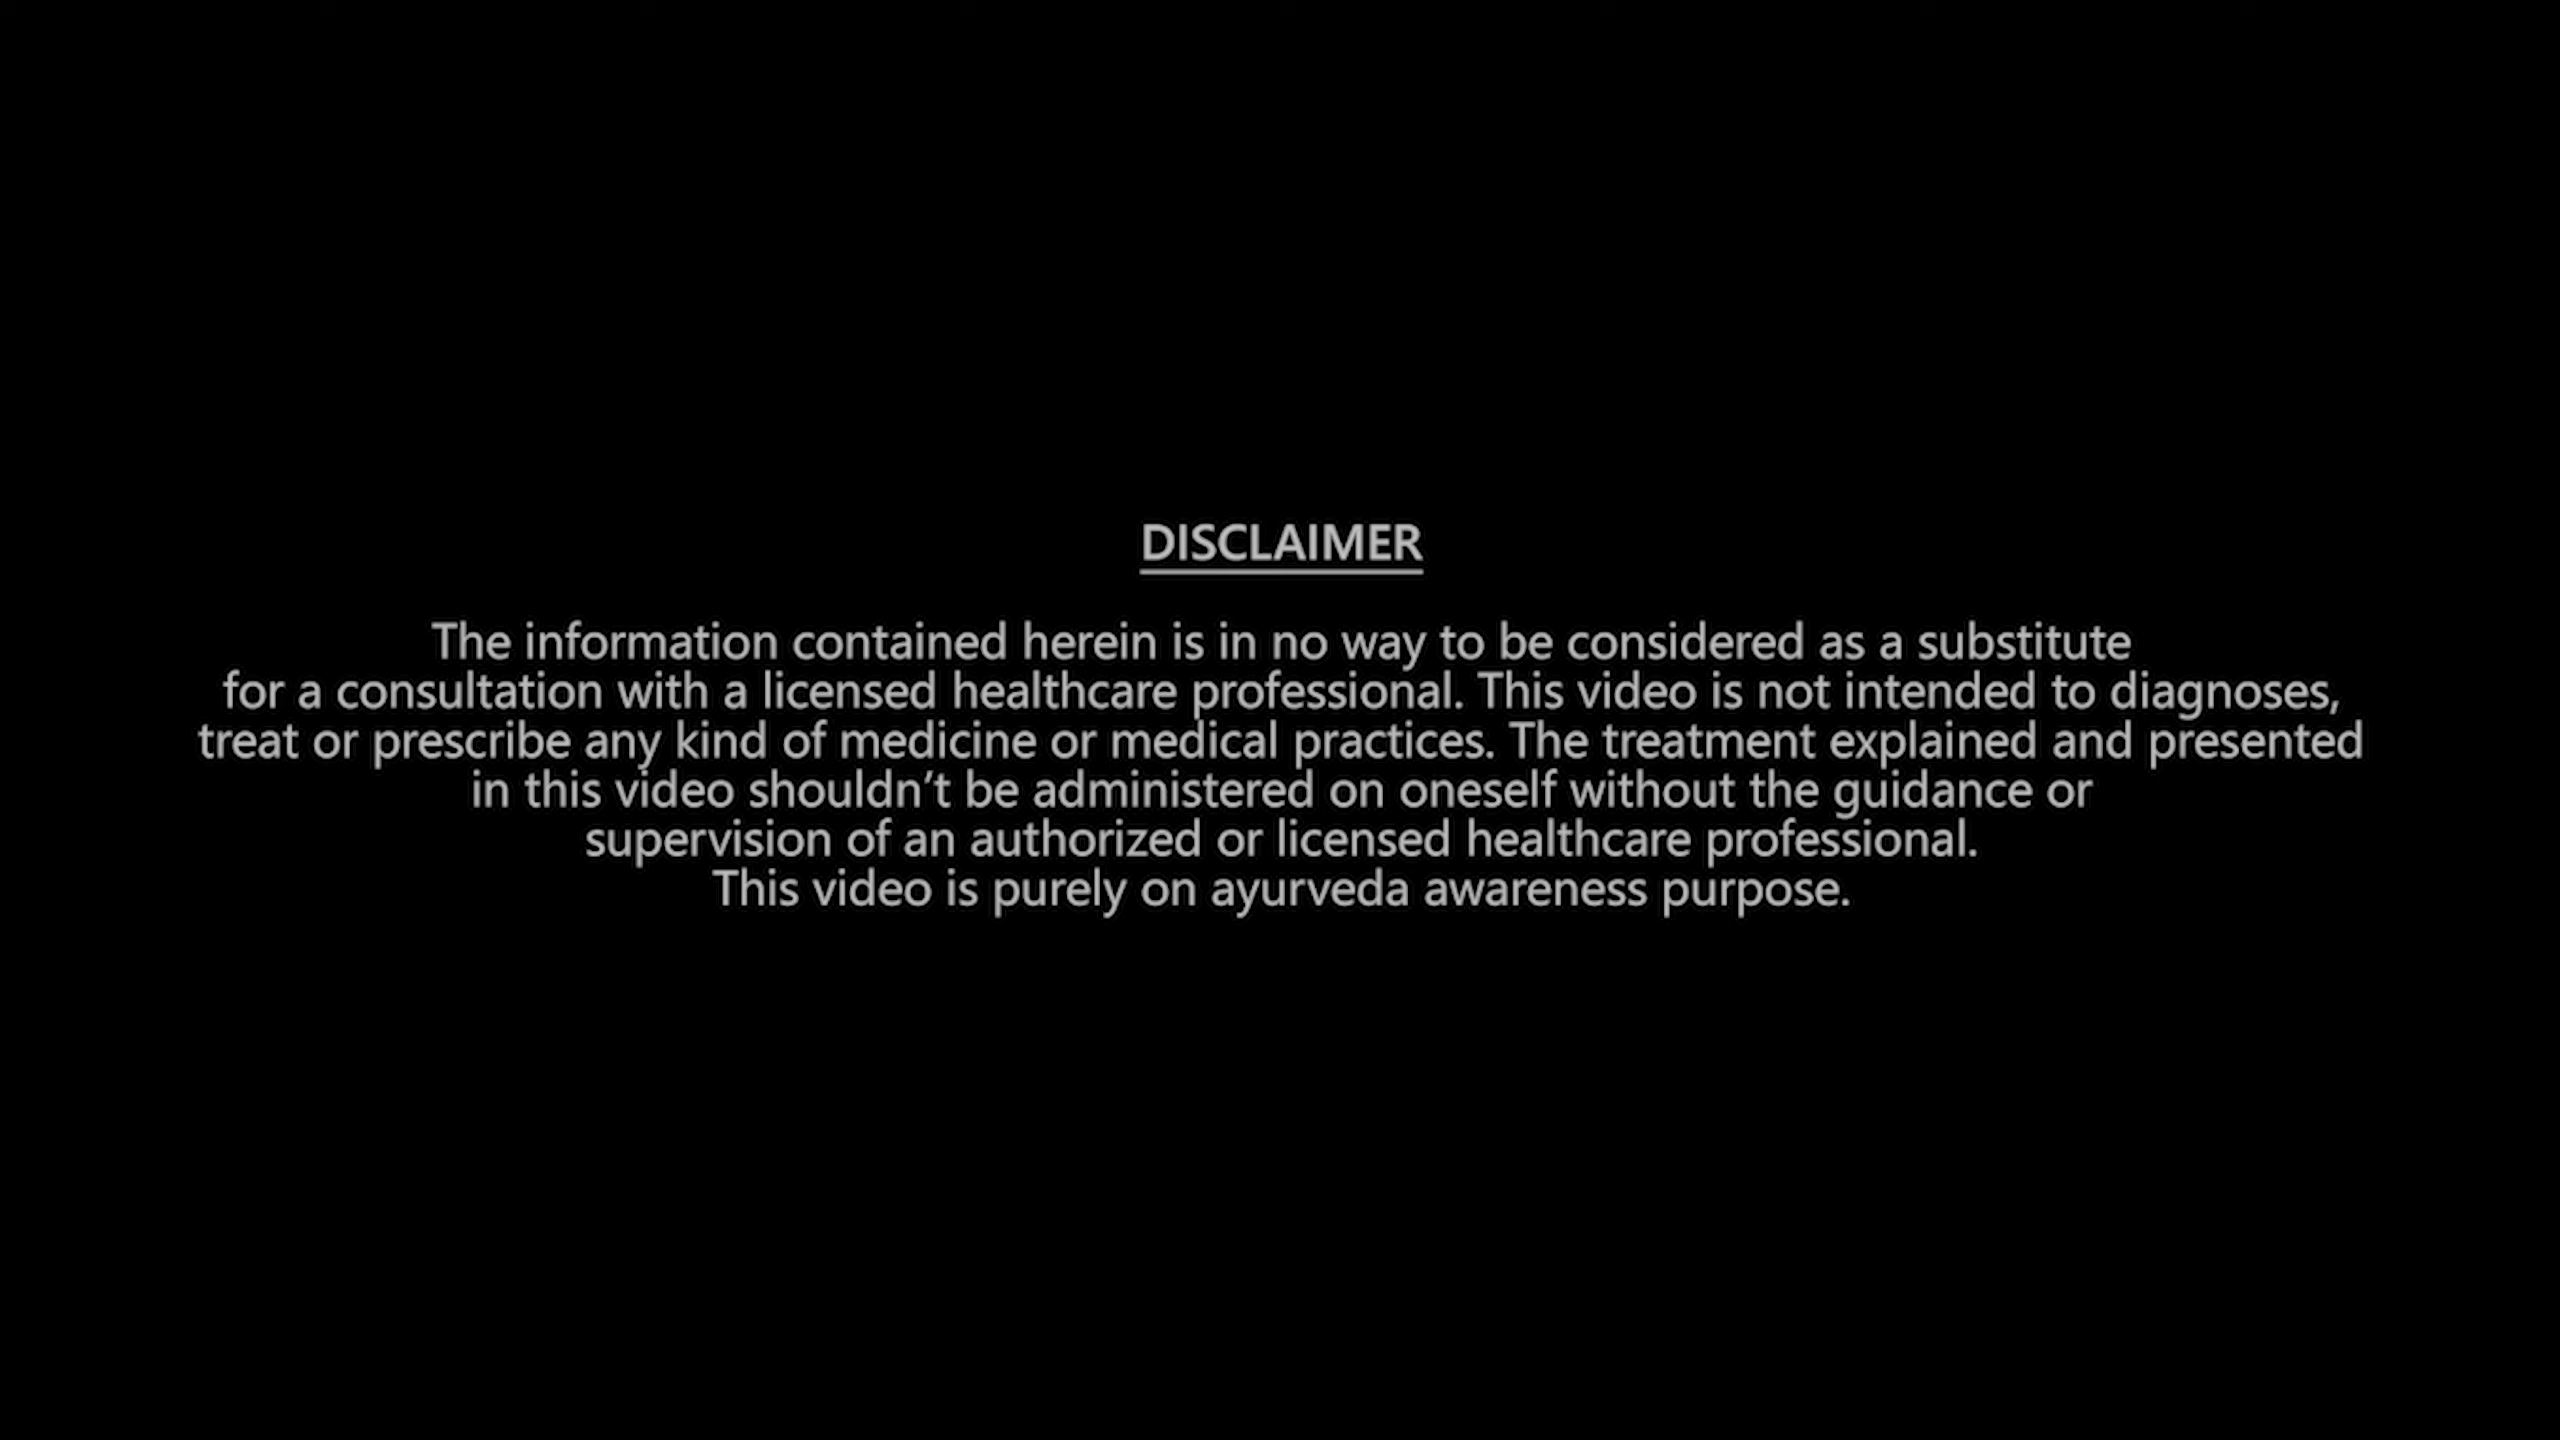 DISCLAIMER
The information contained herein is in no way to be considered as a substitute
for a consultation with a licensed healthcare professional. This video is not intended to diagnoses,
treat or prescribe any kind of medicine or medical practices. The treatment explained and presented
in this video shouldn’t be administered on oneself without the guidance or
supervision of an authorized or licensed healthcare professional.
This video is purely on ayurveda awareness purpose.